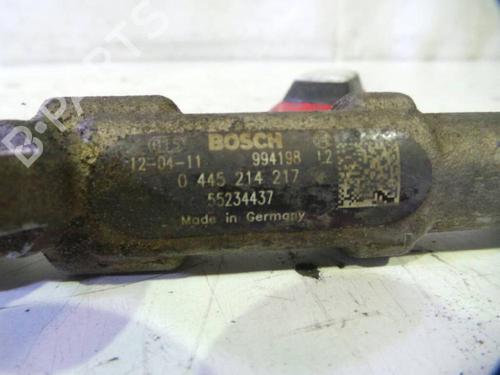 B-PARTS
BOSCH
12-04-11 994198 12
0 445 214 217
55234437
Made in Germany